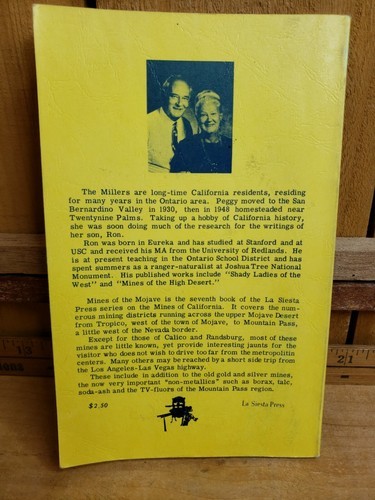 The Millers are long-time California residents, residing
for many years in the Ontario area. Peggy moved to the San
Bernardino Valley in 1930, then in 1948 homesteaded near
Twentynine Palms. Taking up a hobby of California history,
she was soon doing much of the research for the writings of
her son, Ron.
Ron was born in Eureka and has studied at Stanford and at
USC and received his MA from the University of Redlands. He
is at present teaching in the Ontario School District and has
spent summers as a ranger-naturalist at Joshua Tree National
Monument. His published works include "Shady Ladies of the
West" and "Mines of the High Desert."
Mines of the Mojave is the seventh book of the La Siesta
Press series on the Mines of California. It covers the num-
erous mining districts running across the upper Mojave Desert
from Tropico, west of the town of Mojave, to Mountain Pass,
a little west of the Nevada border.
Except for those of Calico and Randsburg, most of these
mines are little known, yet provide interesting jaunts for the
visitor who does not wish to drive too far from the metropolitin
centers. Many others may be reached by a short side trip from
the Los Angeles-Las Vegas highway.
These include in addition to the old gold and silver mines,
the now very important "non-metallics" such as borax, talc,
soda-ash and the TV-fluors of the Mountain Pass region.
$2.50
La Siesta Press